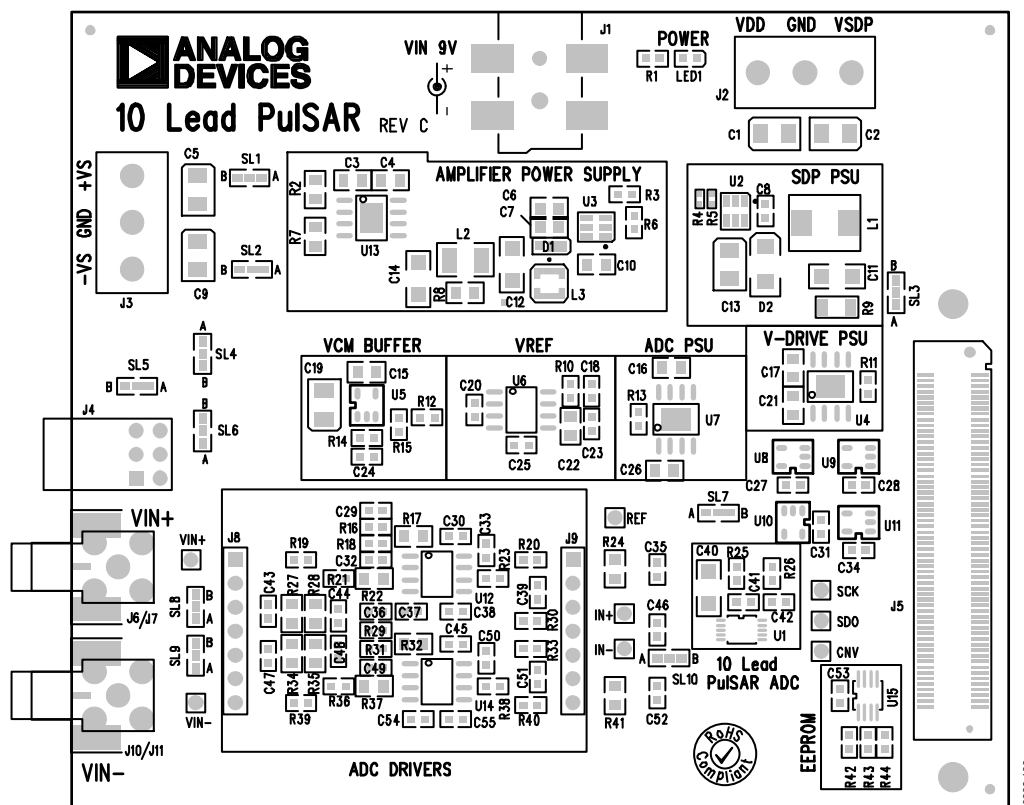 ANALOG
DEVICES
10 Lead PulSAR REV C
VIN 9V
+
-
J1
POWER
R1 LED1
VDD GND VSDP
J2
C1 C2
-VS GND +VS
J3
C5
B SL1 A
C9
SL2
B A
AMPLIFIER POWER SUPPLY
R2
R7
C3 C4
U13
C14
L2
R8
C12
C6
C7
U3
D1
L3
C10
R3
R6
SDP PSU
R4
R5
U2
C8
L1
C13
D2
C11
R9
B
SL3
A
A
SL4
B
SL5
B A
B
SL6
A
J4
VCM BUFFER
C19
C15
U5
R12
R14
R15
C24
VREF
C20
U6
R10 C18
C25
C22 C23
ADC PSU
C16
R13
U7
C26
V-DRIVE PSU
C17
C21
R11
U4
U8
U9
C27
C28
U10
C31
U11
C34
SL7
A B
VIN+
J6/J7
VIN+
SL8
B
A
SL9
B
A
VIN-
J10/J11
VIN-
J8
J9
C29
R16
R18
C32
R17
C30
C33
R23
R20
R19
R21
R22
U12
C39
C43
R27
R28
C44
C36
C37
C38
R30
R29
R31
R32
C45
C50
R33
C47
R34
R35
C48
C49
C51
R36
R37
U14
R38
R39
C54
C55
R40
ADC DRIVERS
REF
R24
C35
IN+
C46
IN-
A B
SL10
R41
C52
C40
R25
C41
R26
C42
U1
10 Lead
PulSAR ADC
SCK
SDO
CNV
J5
C53
U15
EEPROM
R42
R43
R44
RoHS
Compliant